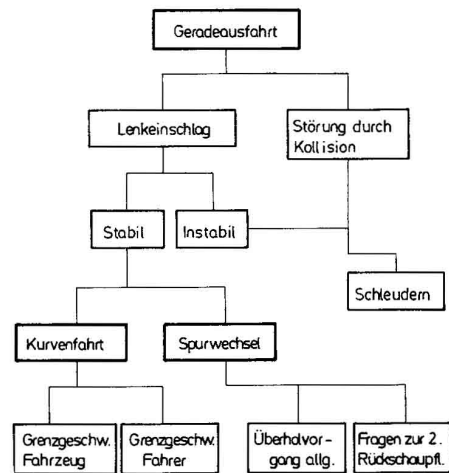 Geradeausfahrt
Lenkeinschlag
Störung durch
Kollision
Stabil
Instabil
Schleudern
Kurvenfahrt
Spurwechsel
Grenzgeschw.
Fahrzeug
Grenzgeschw.
Fahrer
Überholvor-
gang allg.
Fragen zur 2.
Rückschaupfl.